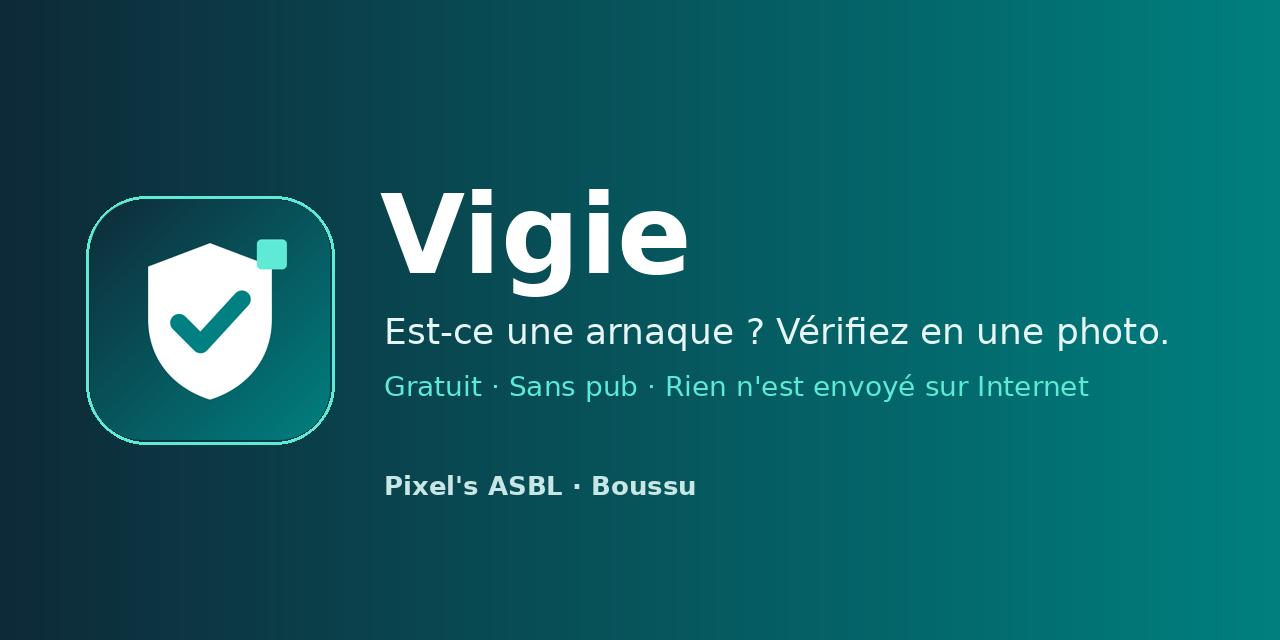 Vigie
Est-ce une arnaque ? Vérifiez en une photo.
Gratuit · Sans pub · Rien n'est envoyé sur Internet
Pixel's ASBL · Boussu